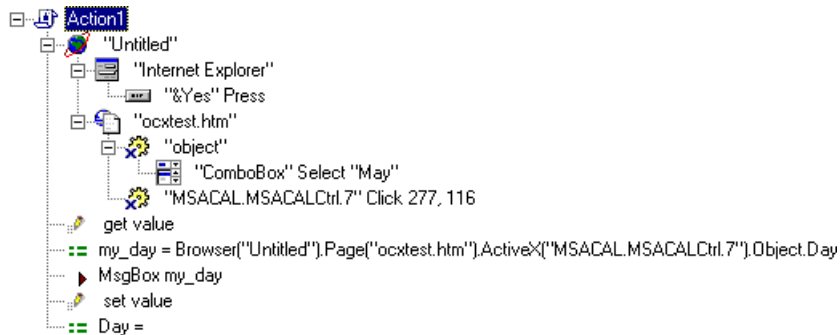 Action1
"Untitled"
"Internet Explorer"
"&Yes" Press
"ocxtest.htm"
"object"
"ComboBox" Select "May"
"MSACAL.MSACALCtrl.7" Click 277, 116
get value
my_day = Browser("Untitled").Page("ocxtest.htm").ActiveX("MSACAL.MSACALCtrl.7").Object.Day
MsgBox my_day
set value
Day =